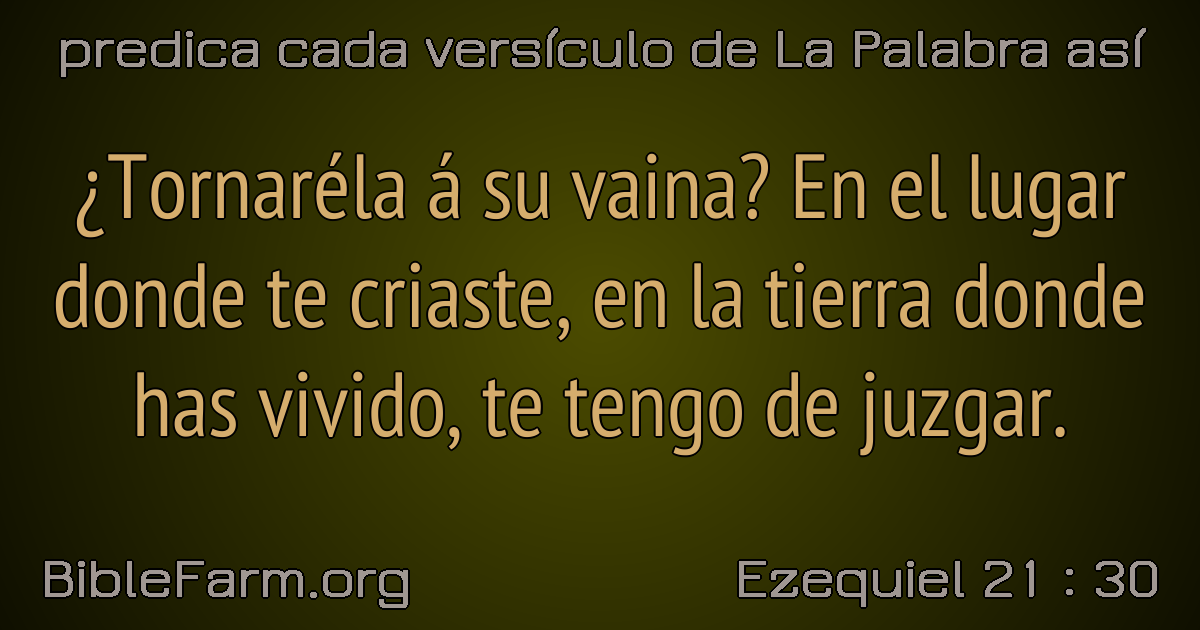 predica cada versículo de La Palabra así
¿Tornaréla á su vaina? En el lugar
donde te criaste, en la tierra donde
has vivido, te tengo de juzgar.
BibleFarm.org
Ezequiel 21 : 30